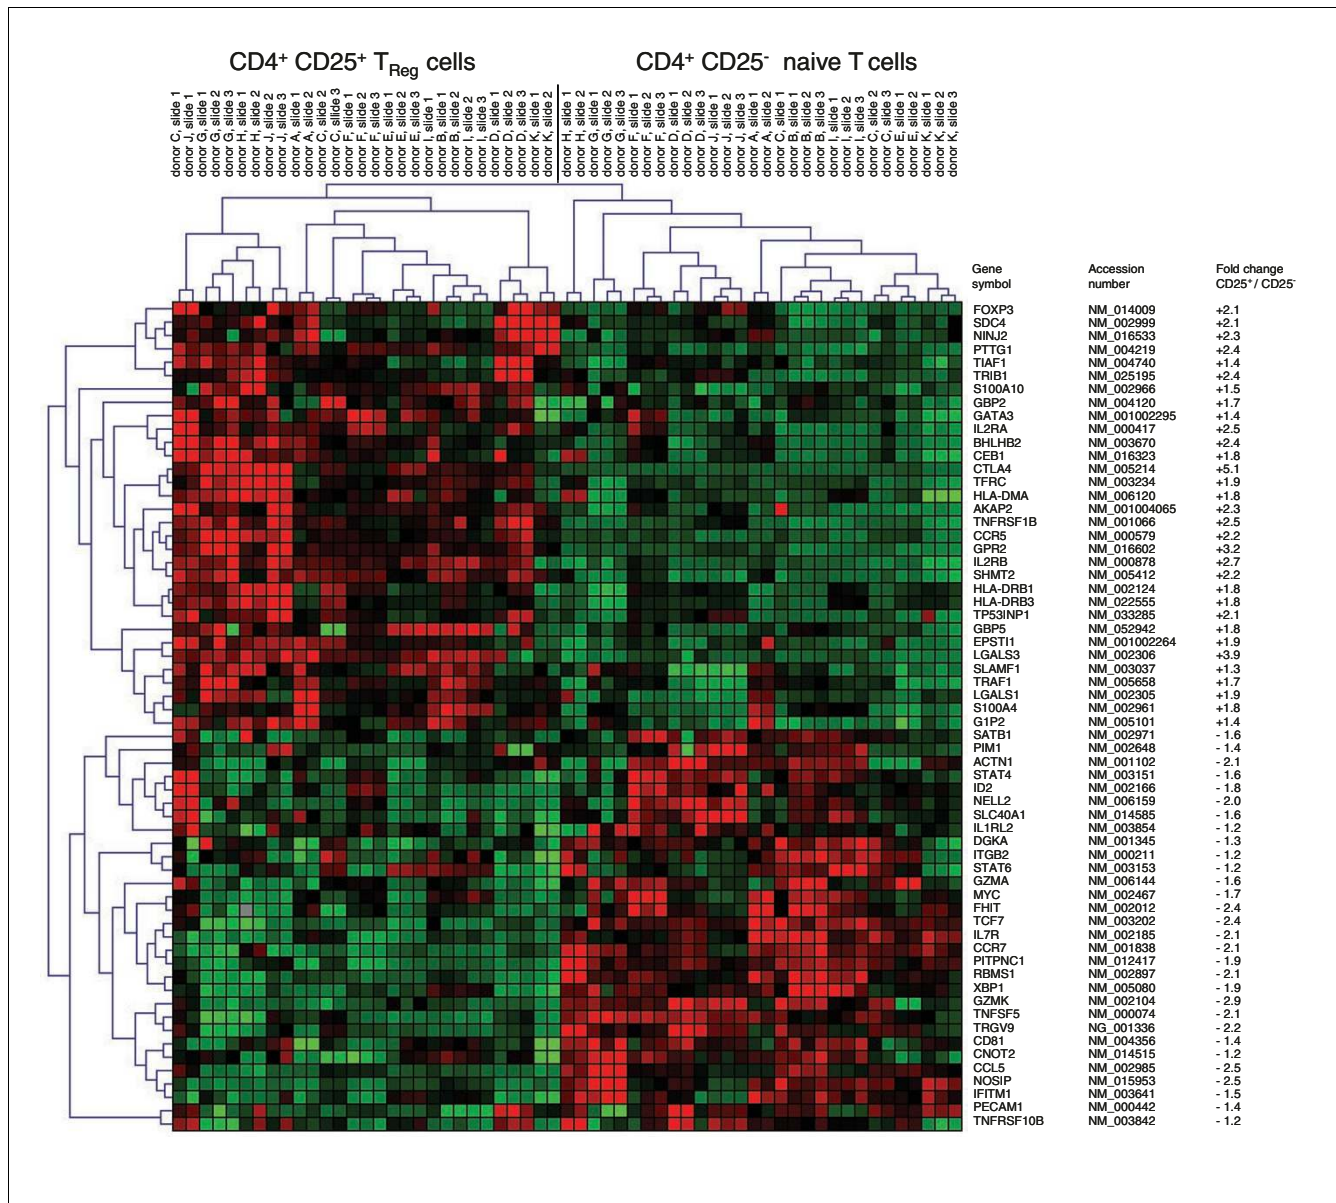 CD4+ CD25+ TReg cells
CD4+ CD25- naive T cells
donor C, slide 1
donor J, slide 1
donor G, slide 1
donor G, slide 2
donor G, slide 3
donor H, slide 1
donor H, slide 2
donor J, slide 2
donor J, slide 3
donor A, slide 1
donor A, slide 2
donor C, slide 2
donor C, slide 3
donor F, slide 1
donor F, slide 2
donor F, slide 3
donor E, slide 1
donor E, slide 2
donor E, slide 3
donor I, slide 1
donor B, slide 1
donor B, slide 2
donor I, slide 2
donor I, slide 3
donor D, slide 1
donor D, slide 2
donor D, slide 3
donor K, slide 1
donor K, slide 2
donor H, slide 1
donor H, slide 2
donor G, slide 1
donor G, slide 2
donor G, slide 3
donor F, slide 1
donor F, slide 2
donor F, slide 3
donor D, slide 1
donor D, slide 2
donor D, slide 3
donor J, slide 1
donor J, slide 2
donor J, slide 3
donor A, slide 1
donor A, slide 2
donor C, slide 1
donor B, slide 1
donor B, slide 2
donor B, slide 3
donor I, slide 1
donor I, slide 2
donor I, slide 3
donor C, slide 2
donor C, slide 3
donor E, slide 1
donor E, slide 2
donor K, slide 1
donor K, slide 2
donor K, slide 3
Gene Accession Fold change
symbol number CD25+/ CD25-
FOXP3 NM_014009 +2.1
SDC4 NM_002999 +2.1
NINJ2 NM_016533 +2.3
PTTG1 NM_004219 +2.4
TIAF1 NM_004740 +1.4
TRIB1 NM_025195 +2.4
S100A10 NM_002966 +1.5
GBP2 NM_004120 +1.7
GATA3 NM_001002295 +1.4
IL2RA NM_000417 +2.5
BHLHB2 NM_003670 +2.4
CEB1 NM_016323 +1.8
CTLA4 NM_005214 +5.1
TFRC NM_003234 +1.9
HLA-DMA NM_006120 +1.8
AKAP2 NM_001004065 +2.3
TNFRSF1B NM_001066 +2.5
CCR5 NM_000579 +2.2
GPR2 NM_016602 +3.2
IL2RB NM_000878 +2.7
SHMT2 NM_005412 +2.2
HLA-DRB1 NM_002124 +1.8
HLA-DRB3 NM_022555 +1.8
TP53INP1 NM_033285 +2.1
GBP5 NM_052942 +1.8
EPSTI1 NM_001002264 +1.9
LGALS3 NM_002306 +3.9
SLAMF1 NM_003037 +1.3
TRAF1 NM_005658 +1.7
LGALS1 NM_002305 +1.9
S100A4 NM_002961 +1.8
G1P2 NM_005101 +1.4
SATB1 NM_002971 - 1.6
PIM1 NM_002648 - 1.4
ACTN1 NM_001102 - 2.1
STAT4 NM_003151 - 1.6
ID2 NM_002166 - 1.8
NELL2 NM_006159 - 2.0
SLC40A1 NM_014585 - 1.6
IL1RL2 NM_003854 - 1.2
DGKA NM_001345 - 1.3
ITGB2 NM_000211 - 1.2
STAT6 NM_003153 - 1.2
GZMA NM_006144 - 1.6
MYC NM_002467 - 1.7
FHIT NM_002012 - 2.4
TCF7 NM_003202 - 2.4
IL7R NM_002185 - 2.1
CCR7 NM_001838 - 2.1
PITPNC1 NM_012417 - 1.9
RBMS1 NM_002897 - 2.1
XBP1 NM_005080 - 1.9
GZMK NM_002104 - 2.9
TNFSF5 NM_000074 - 2.1
TRGV9 NG_001336 - 2.2
CD81 NM_004356 - 1.4
CNOT2 NM_014515 - 1.2
CCL5 NM_002985 - 2.5
NOSIP NM_015953 - 2.5
IFITM1 NM_003641 - 1.5
PECAM1 NM_000442 - 1.4
TNFRSF10B NM_003842 - 1.2